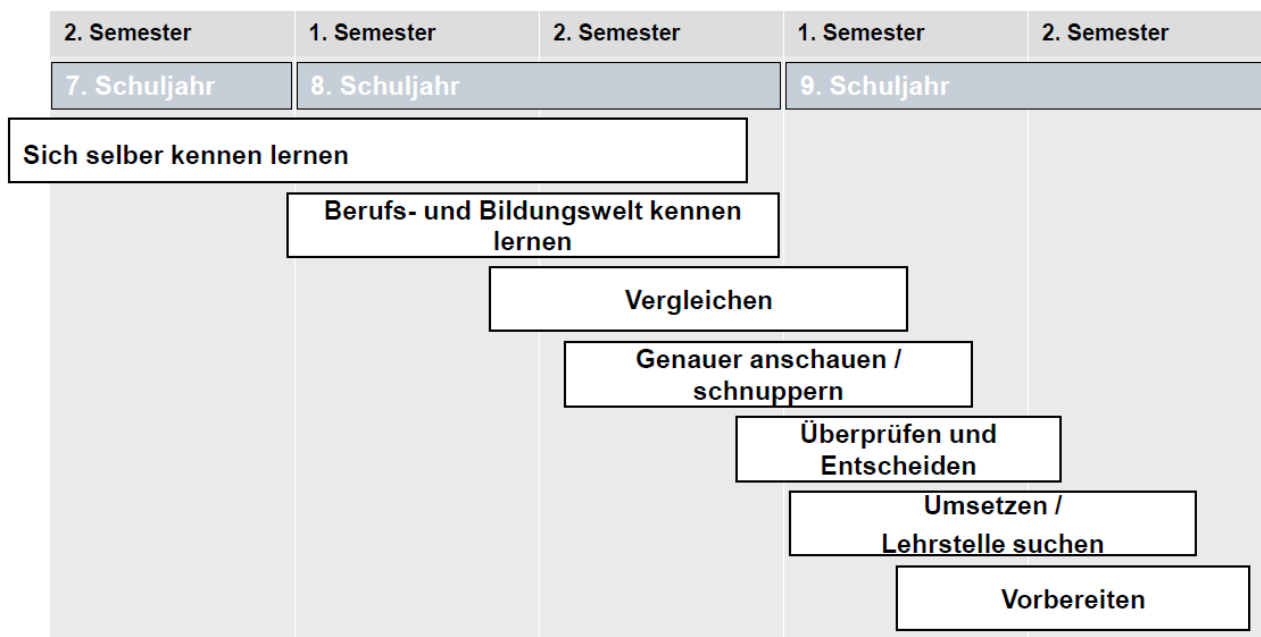 2. Semester 1. Semester 2. Semester 1. Semester 2. Semester
7. Schuljahr 8. Schuljahr 9. Schuljahr
Sich selber kennen lernen
Berufs- und Bildungswelt kennen
lernen
Vergleichen
Genauer anschauen /
schnuppern
Überprüfen und
Entscheiden
Umsetzen /
Lehrstelle suchen
Vorbereiten